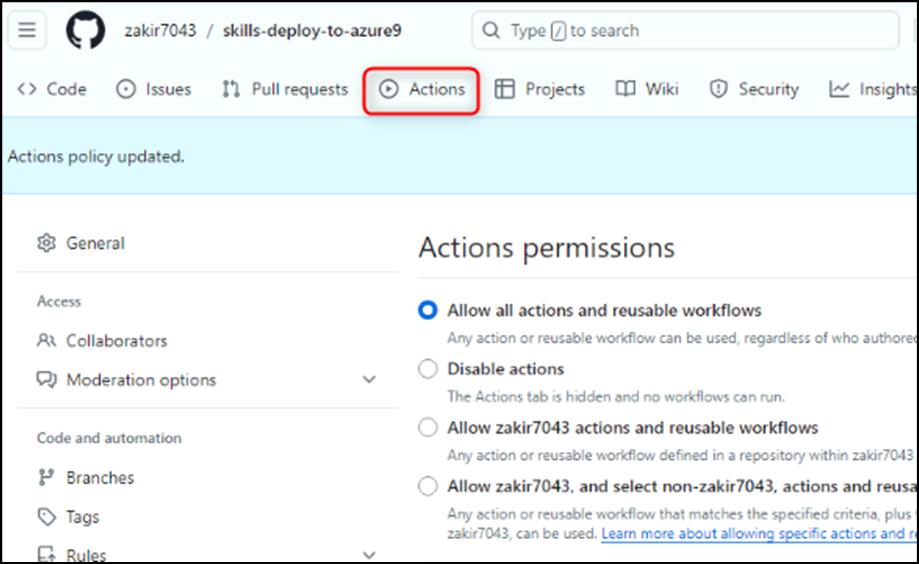 zakir7043 / skills-deploy-to-azure9
Type / to search
Code Issues Pull requests Actions Projects Wiki Security Insights
Actions policy updated.
General
Access
Collaborators
Moderation options
Code and automation
Branches
Tags
Rules
Actions permissions
Allow all actions and reusable workflows
Any action or reusable workflow can be used, regardless of who authored
Disable actions
The Actions tab is hidden and no workflows can run.
Allow zakir7043 actions and reusable workflows
Any action or reusable workflow defined in a repository within zakir7043
Allow zakir7043, and select non-zakir7043, actions and reusa
Any action or reusable workflow that matches the specified criteria, plus
zakir7043, can be used. Learn more about allowing specific actions and